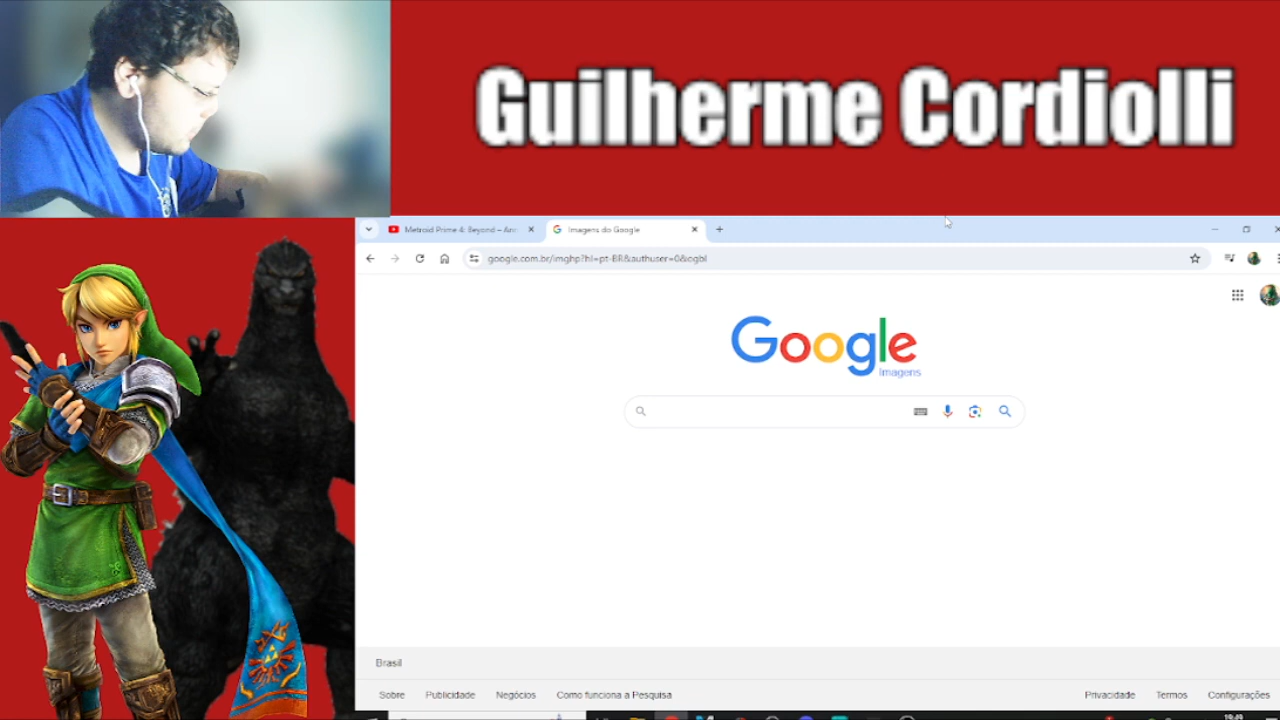 Guilherme Cordiolli
Metroid Prime 4: Beyond – Ann
Imagens do Google
google.com.br/imghp?hl=pt-BR&authuser=0&ogbl
Google
Imagens
Brasil
Sobre Publicidade Negócios Como funciona a Pesquisa Privacidade Termos Configurações